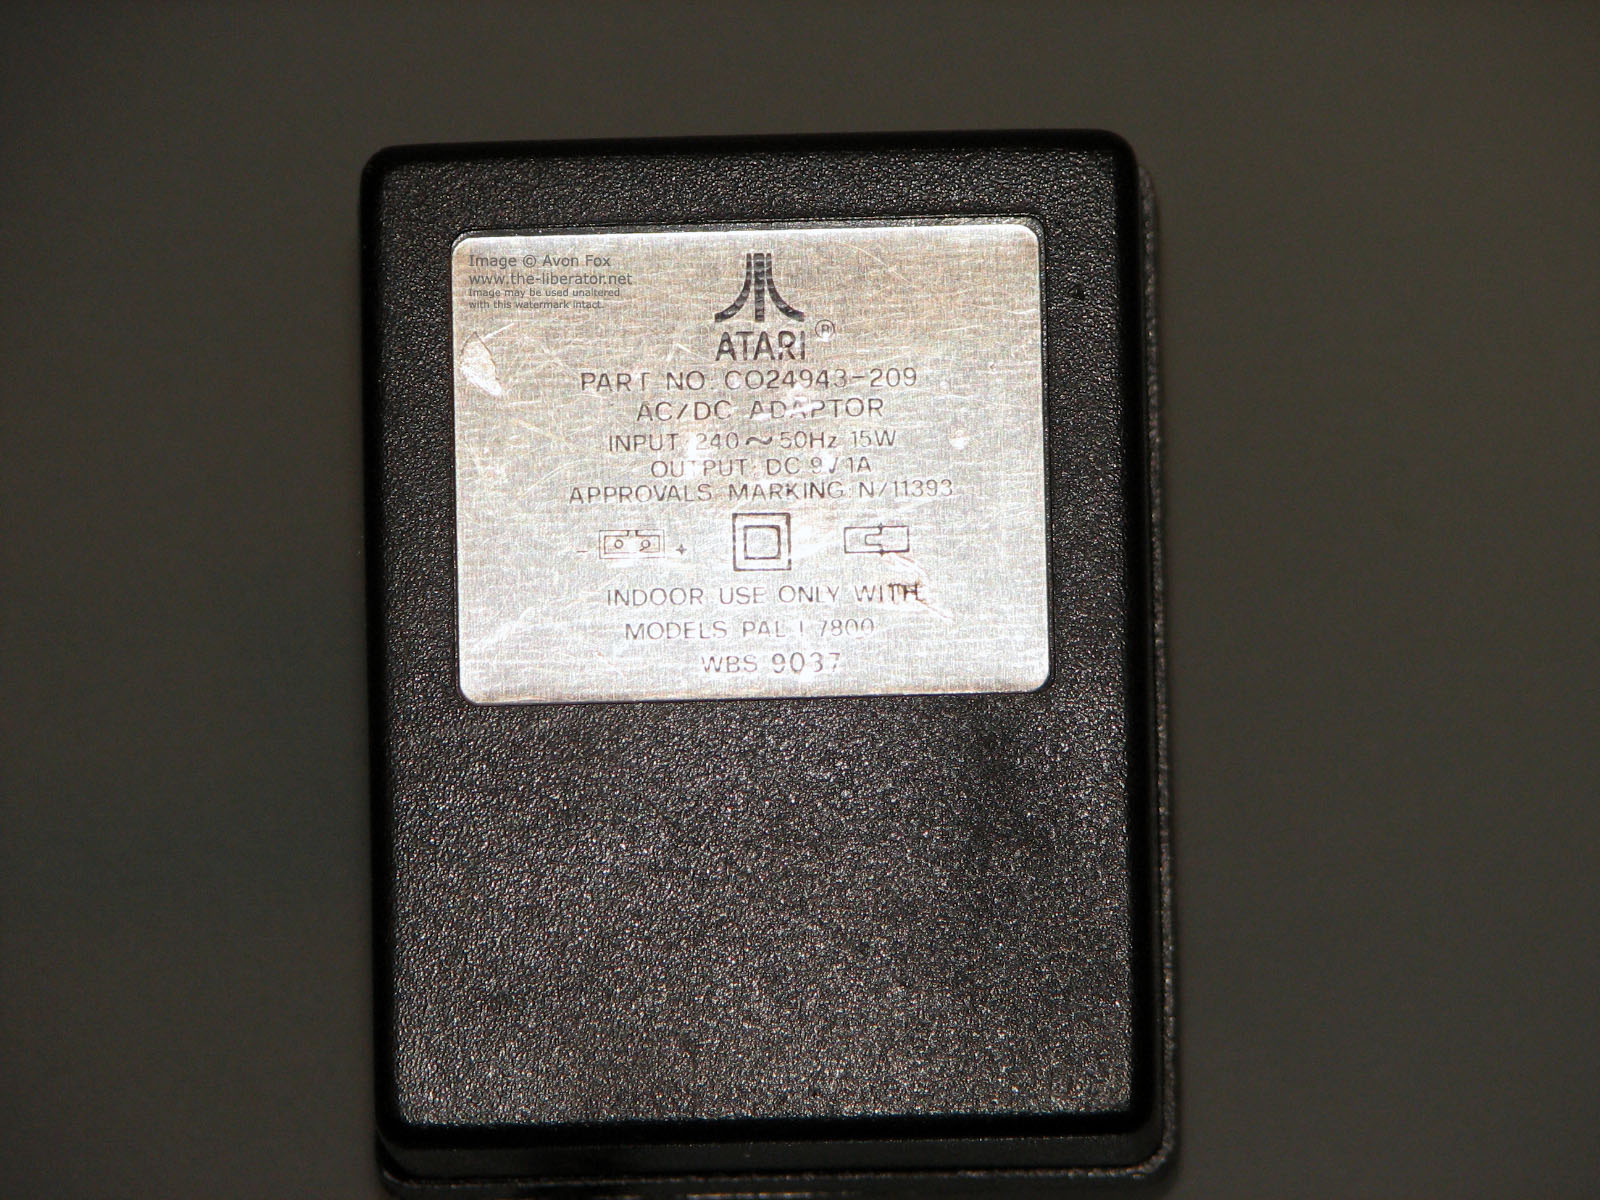 Image © Avon Fox
www.the-liberator.net
Image may be used unaltered
with this watermark intact.
ATARI ®
PART NO. CO24943-209
AC/DC ADAPTOR
INPUT 240 ~ 50Hz 15W
OUTPUT: DC 9V 1A
APPROVALS MARKING N/11393
- +
INDOOR USE ONLY WITH
MODELS PAL I 7800
WBS 9037